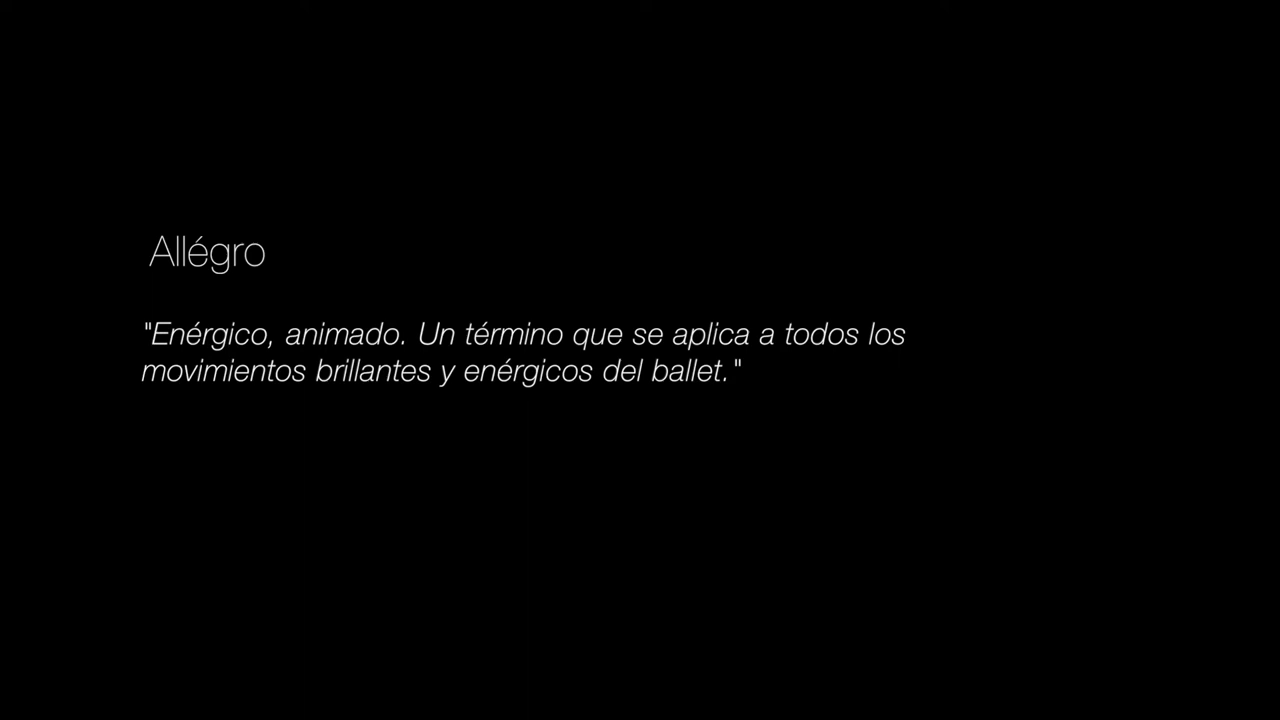 Allégro
"Enérgico, animado. Un término que se aplica a todos los
movimientos brillantes y enérgicos del ballet."